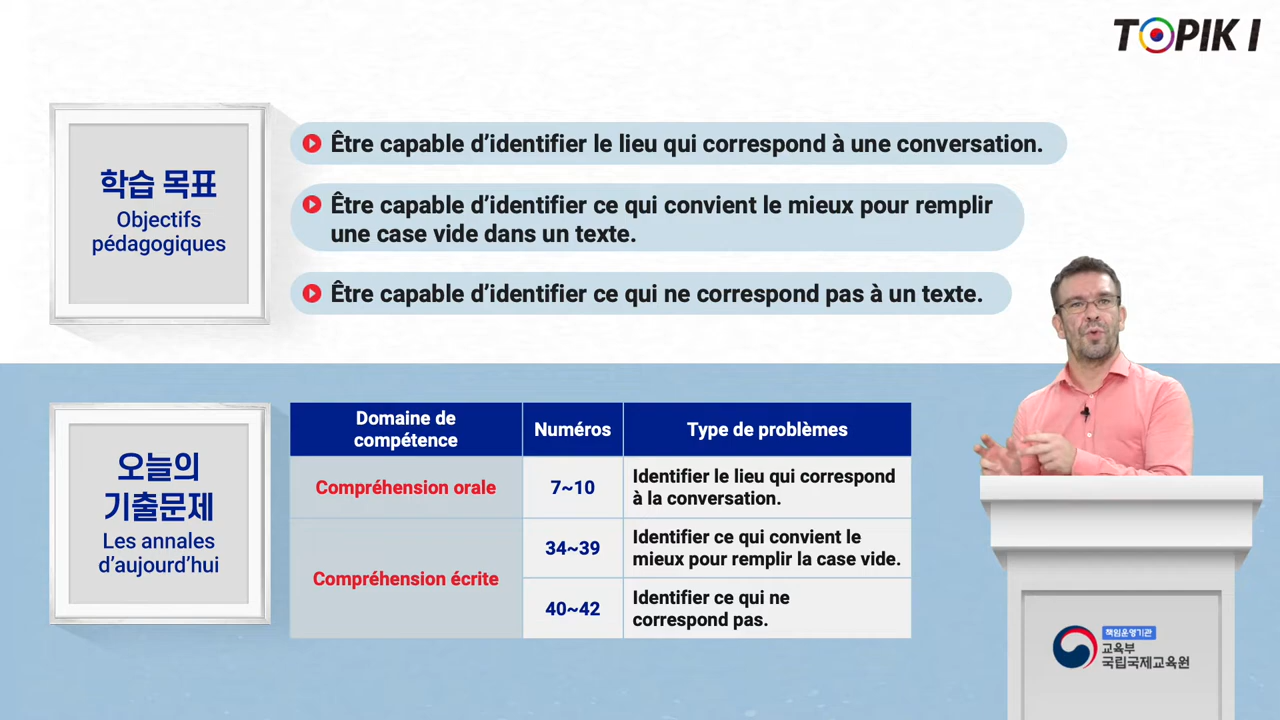 TOPIK I
학습 목표
Objectifs
pédagogiques
Être capable d’identifier le lieu qui correspond à une conversation.
Être capable d’identifier ce qui convient le mieux pour remplir
une case vide dans un texte.
Être capable d’identifier ce qui ne correspond pas à un texte.
오늘의
기출문제
Les annales
d’aujourd’hui
Domaine de
compétence
Numéros
Type de problèmes
Compréhension orale
7~10
Identifier le lieu qui correspond
à la conversation.
Compréhension écrite
34~39
Identifier ce qui convient le
mieux pour remplir la case vide.
40~42
Identifier ce qui ne
correspond pas.
책임운영기관
교육부
국립국제교육원